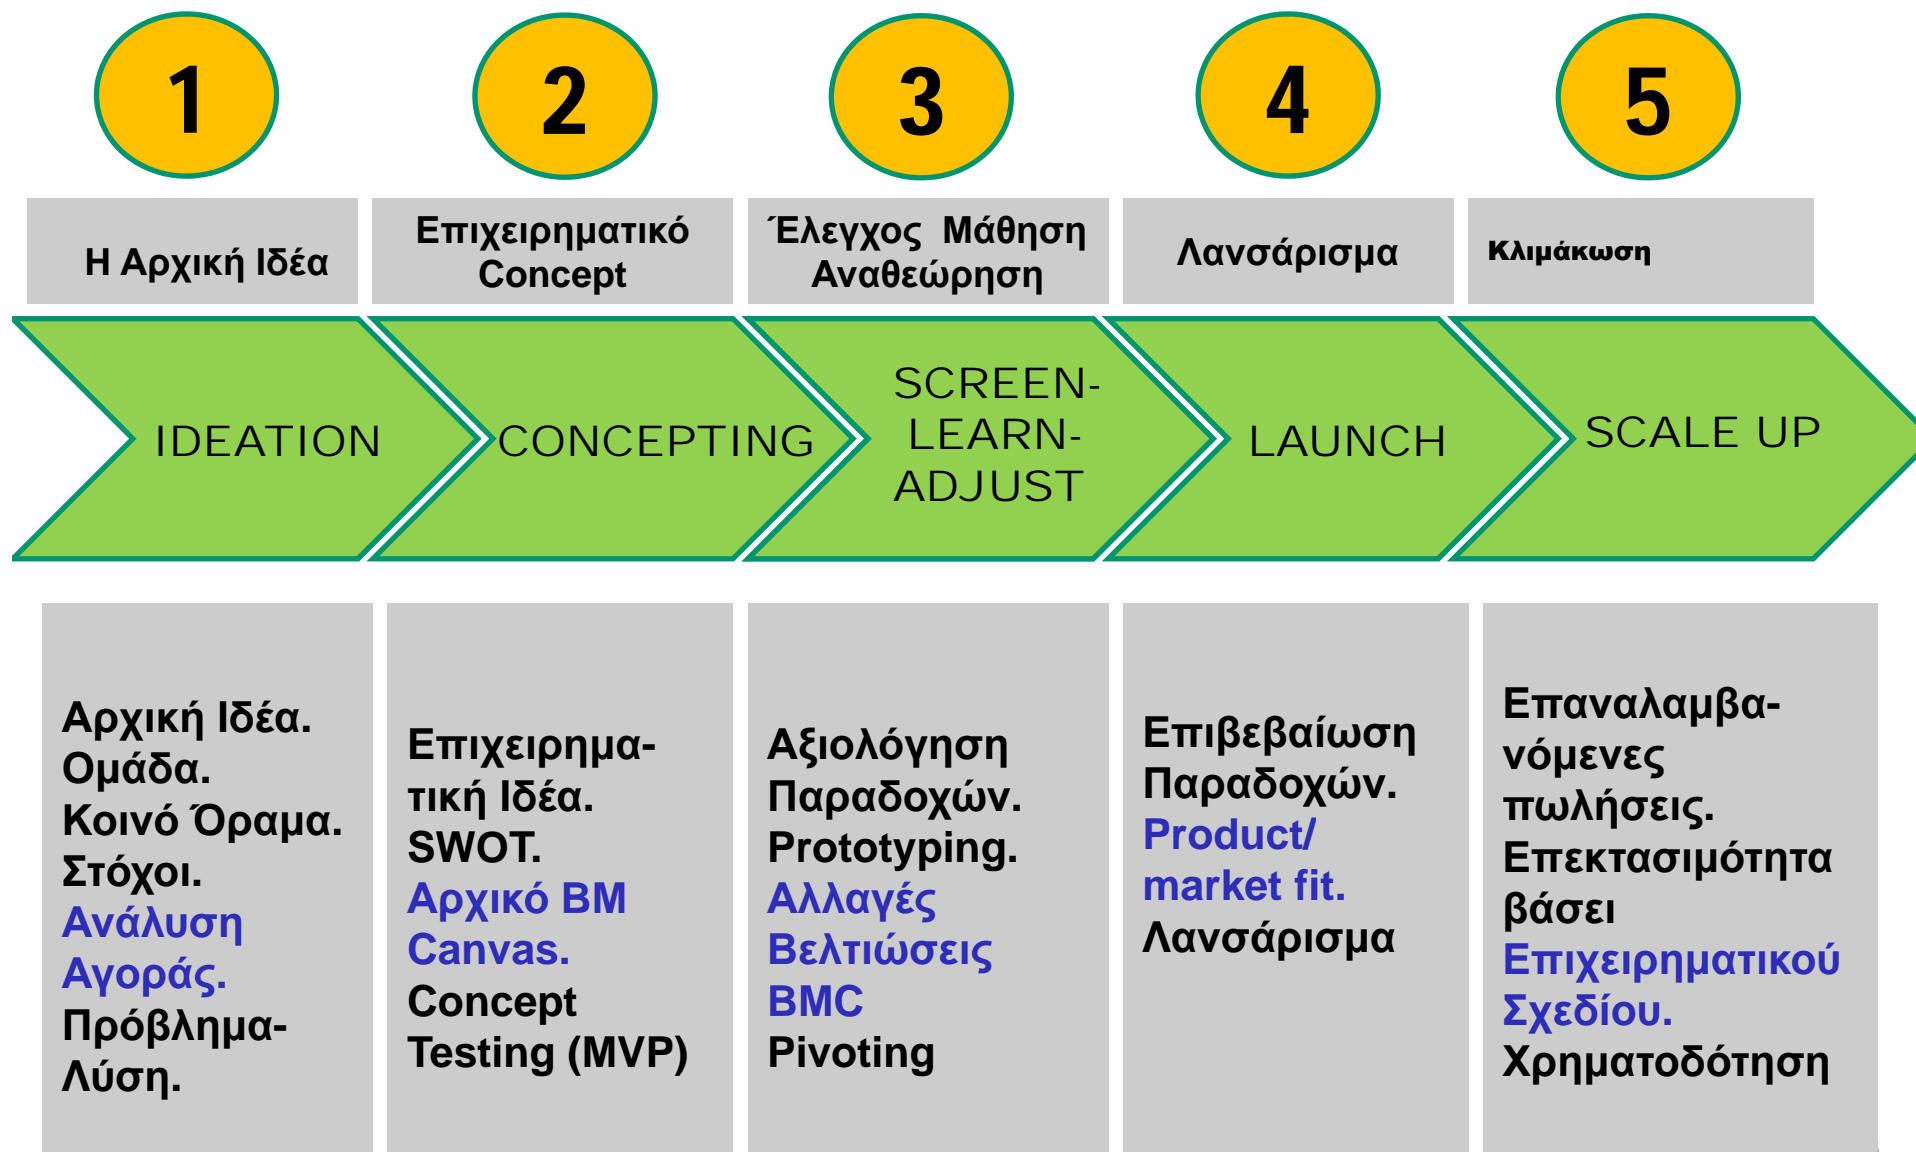 1
2
3
4
5
Η Αρχική Ιδέα
Επιχειρηματικό
Concept
Έλεγχος Μάθηση
Αναθεώρηση
Λανσάρισμα
Κλιμάκωση
IDEATION
CONCEPTING
SCREEN-
LEARN-
ADJUST
LAUNCH
SCALE UP
Αρχική Ιδέα.
Ομάδα.
Κοινό Όραμα.
Στόχοι.
Ανάλυση
Αγοράς.
Πρόβλημα-
Λύση.
Επιχειρημα-
τική Ιδέα.
SWOT.
Αρχικό BM
Canvas.
Concept
Testing (MVP)
Αξιολόγηση
Παραδοχών.
Prototyping.
Αλλαγές
Βελτιώσεις
BMC
Pivoting
Επιβεβαίωση
Παραδοχών.
Product/
market fit.
Λανσάρισμα
Επαναλαμβα-
νόμενες
πωλήσεις.
Επεκτασιμότητα
βάσει
Επιχειρηματικού
Σχεδίου.
Χρηματοδότηση